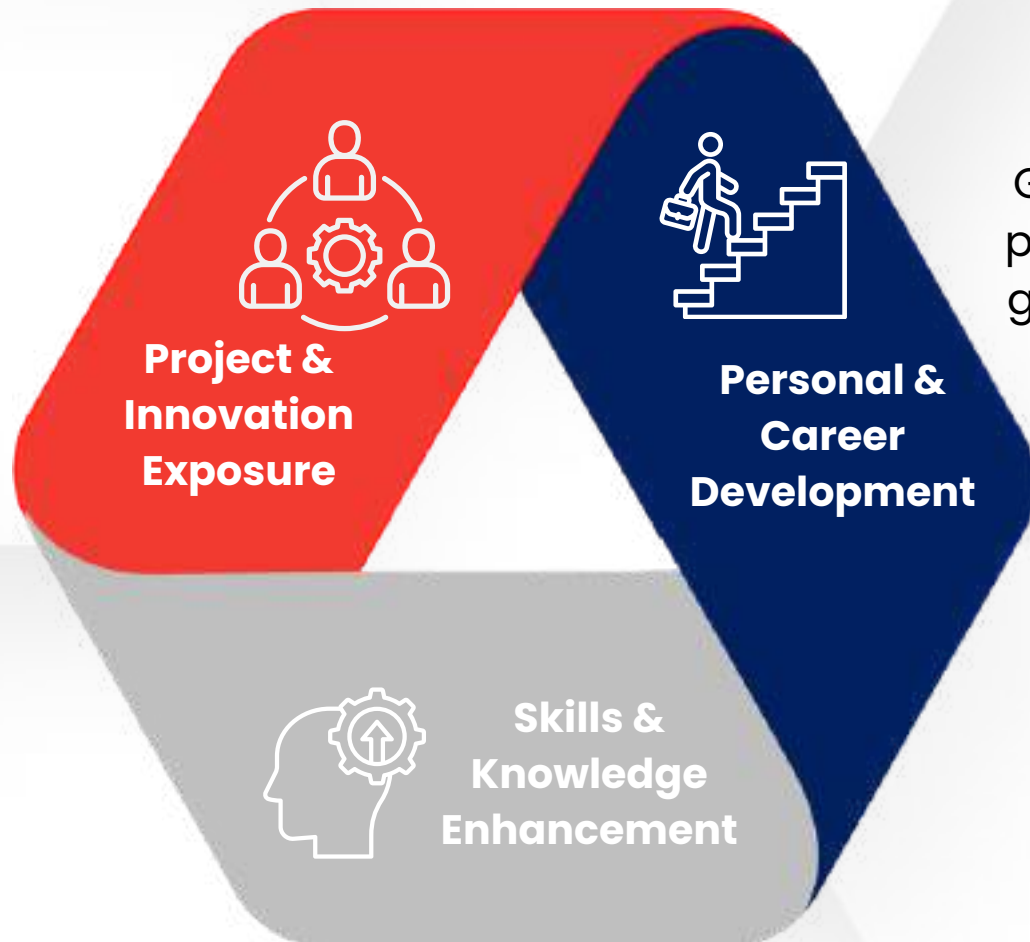 Project &
Innovation
Exposure
Personal &
Career
Development
Skills &
Knowledge
Enhancement